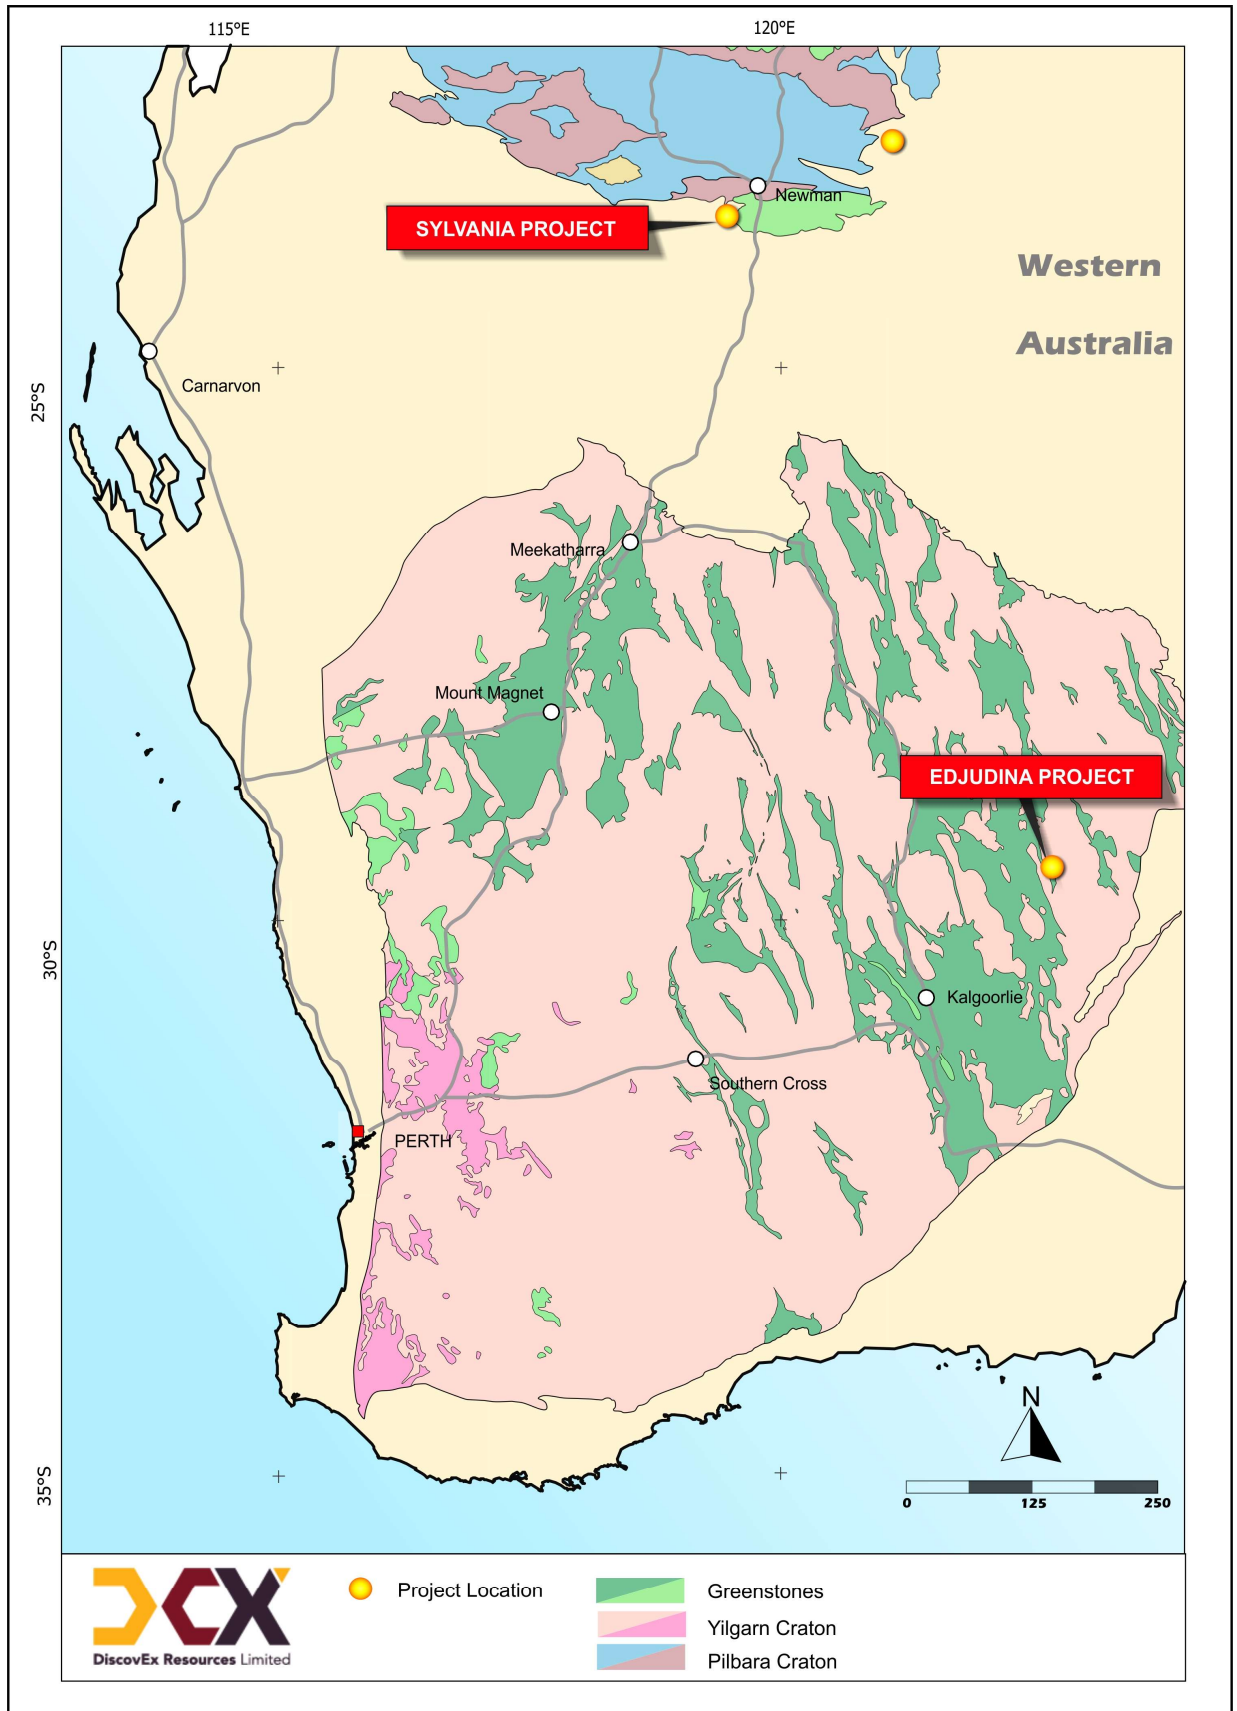 115°E
120°E
Newman
SYLVANIA PROJECT
Western
Australia
25°S
Carnarvon
Meekatharra
Mount Magnet
EDJUDINA PROJECT
30°S
Kalgoorlie
Southern Cross
PERTH
N
35°S
0 125 250
DCX
DiscovEx Resources Limited
Project Location
Greenstones
Yilgarn Craton
Pilbara Craton